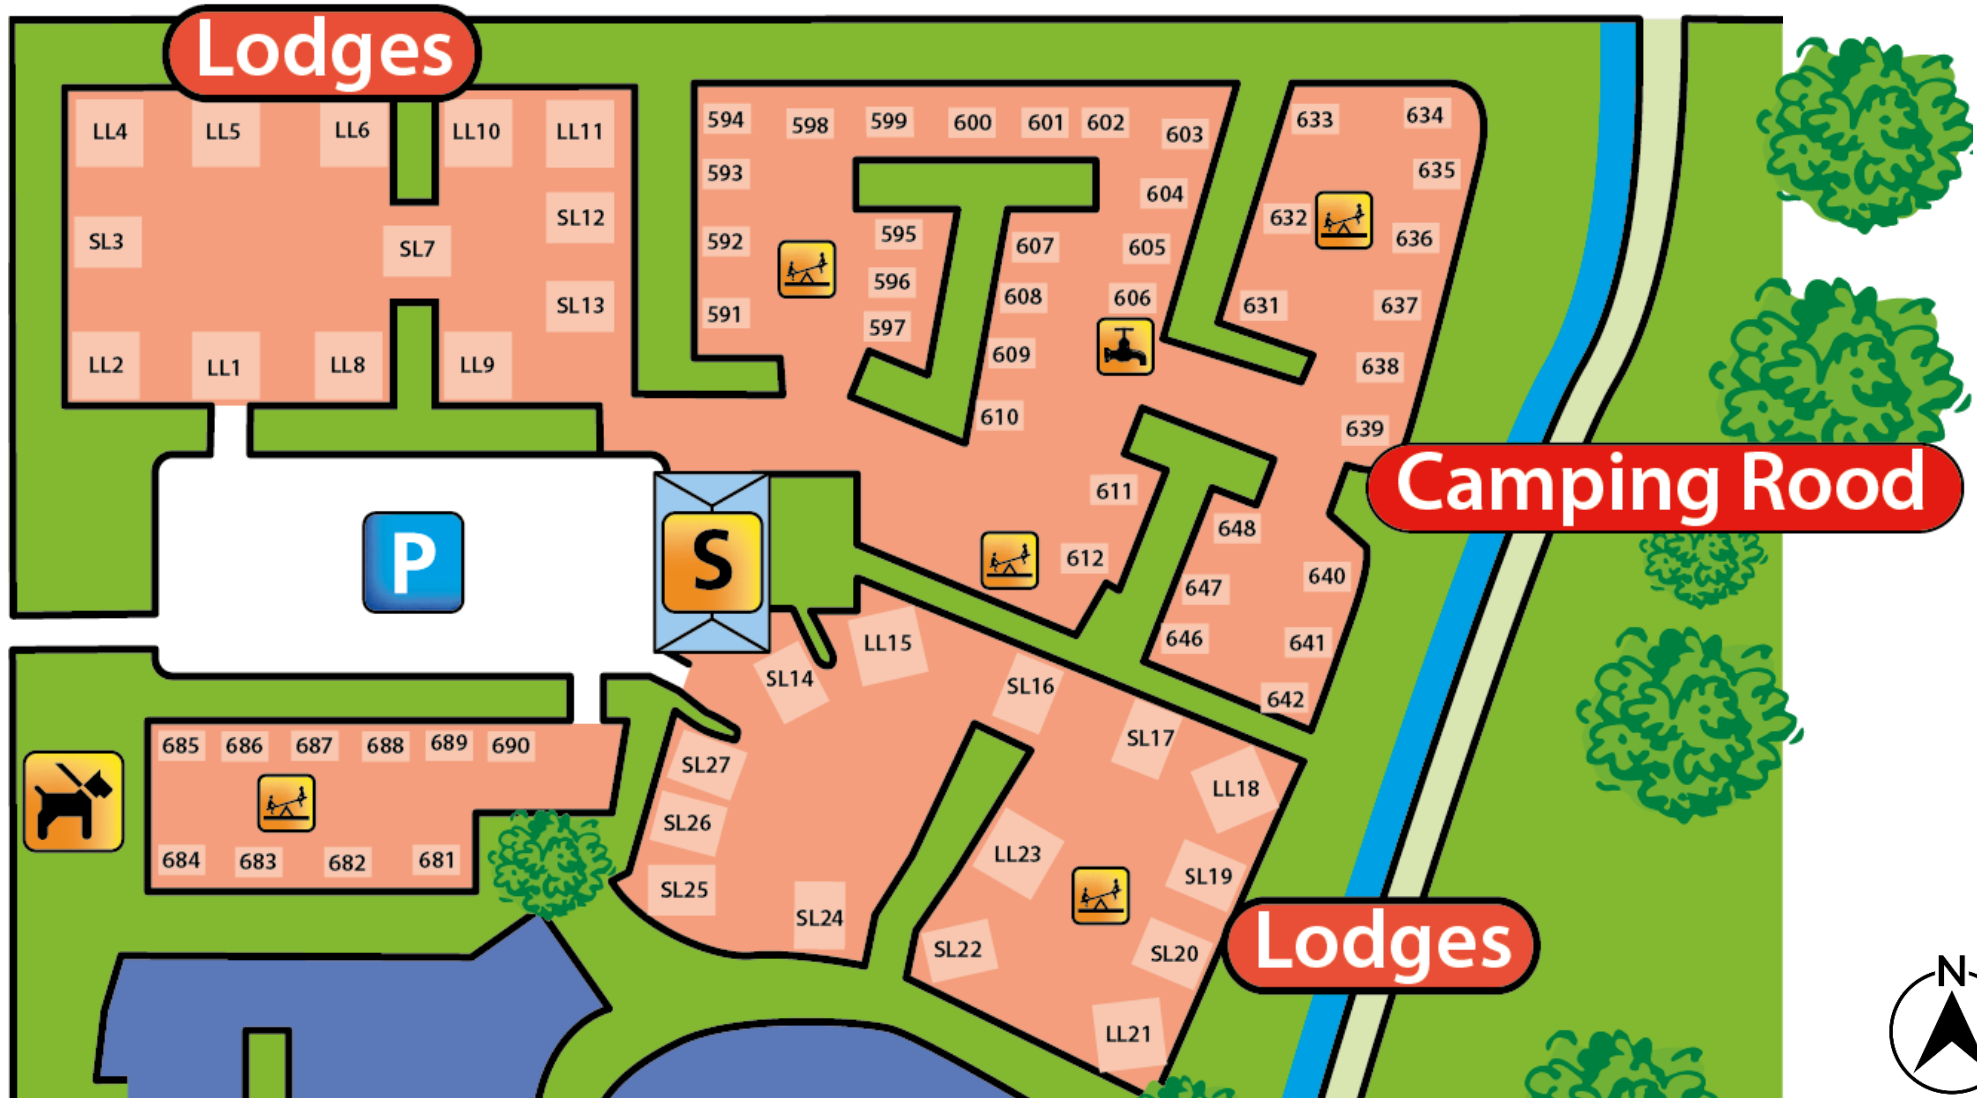 Lodges
LL4
LL5
LL6
LL10
LL11
SL3
SL7
SL12
SL13
LL2
LL1
LL8
LL9
594
598
599
600
601
602
603
593
604
592
595
607
605
596
608
606
591
597
609
610
633
634
635
632
636
631
637
638
639
Camping Rood
611
612
648
647
640
646
641
642
P
S
LL15
SL14
SL16
SL17
LL18
SL27
SL26
SL25
SL24
LL23
SL19
SL22
SL20
LL21
Lodges
685
686
687
688
689
690
684
683
682
681
N